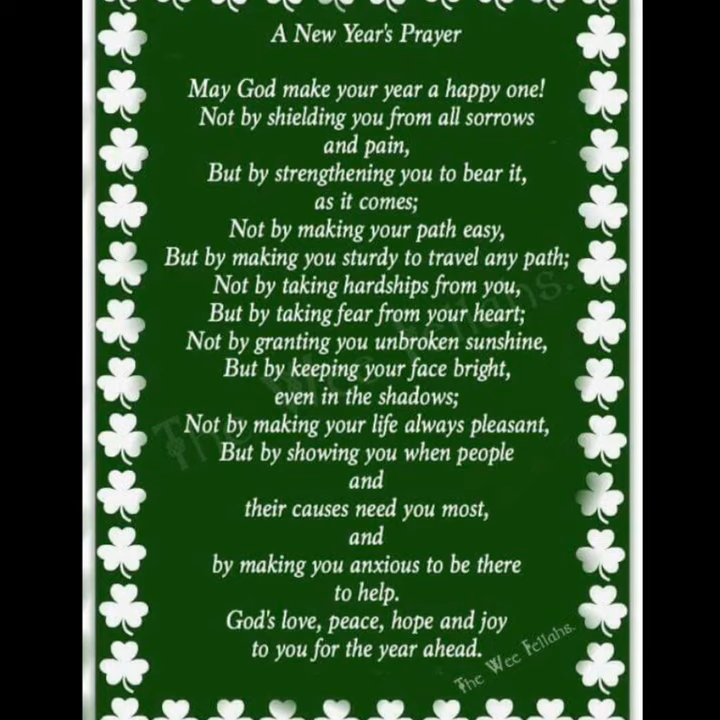 A New Year's Prayer
May God make your year a happy one!
Not by shielding you from all sorrows
and pain,
But by strengthening you to bear it,
as it comes;
Not by making your path easy,
But by making you sturdy to travel any path;
Not by taking hardships from you,
But by taking fear from your heart;
Not by granting you unbroken sunshine,
But by keeping your face bright,
even in the shadows;
Not by making your life always pleasant,
But by showing you when people
and
their causes need you most,
and
by making you anxious to be there
to help.
God's love, peace, hope and joy
to you for the year ahead.
The Wee Fellahs.
The Wee Fellahs.